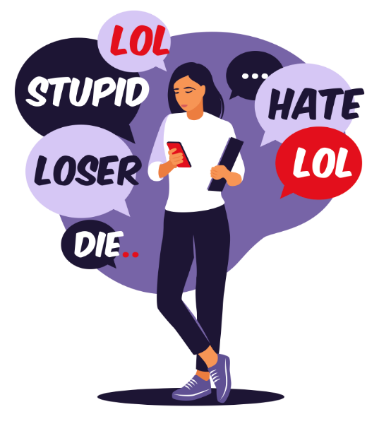 LOL
STUPID
...
HATE
LOSER
LOL
DIE..